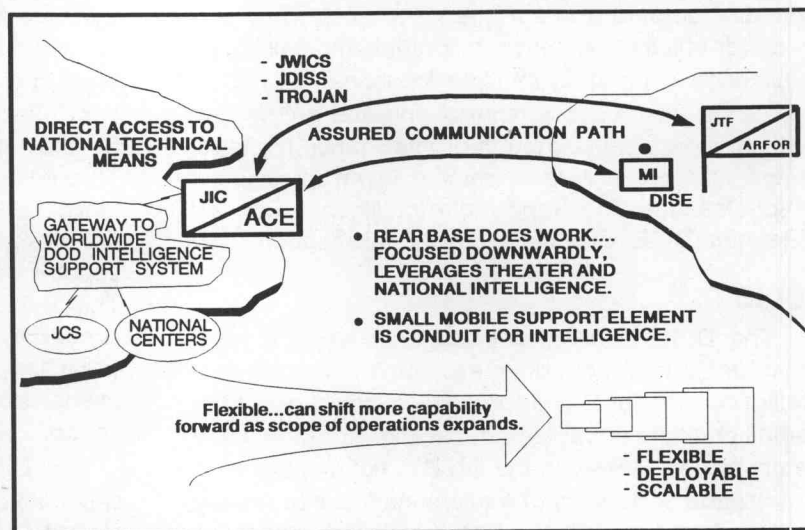 - JWICS
- JDISS
- TROJAN
DIRECT ACCESS TO
NATIONAL TECHNICAL
MEANS
ASSURED COMMUNICATION PATH
JTF
ARFOR
MI
DISE
JIC
ACE
GATEWAY TO
WORLDWIDE
DOD INTELLIGENCE
SUPPORT SYSTEM
JCS
NATIONAL
CENTERS
• REAR BASE DOES WORK....
FOCUSED DOWNWARDLY,
LEVERAGES THEATER AND
NATIONAL INTELLIGENCE.
• SMALL MOBILE SUPPORT ELEMENT
IS CONDUIT FOR INTELLIGENCE.
Flexible...can shift more capability
forward as scope of operations expands.
- FLEXIBLE
- DEPLOYABLE
- SCALABLE